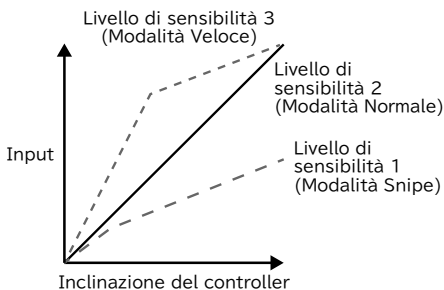 Livello di sensibilità 3
(Modalità Veloce)
Livello di
sensibilità 2
(Modalità Normale)
Livello di
sensibilità 1
(Modalità Snipe)
Input
Inclinazione del controller